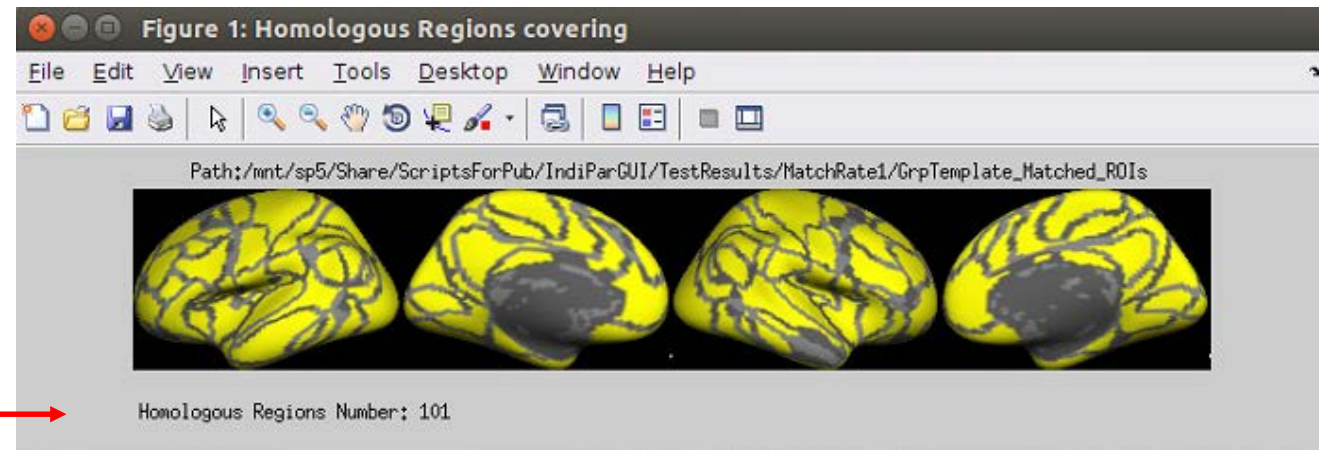 Figure 1: Homologous Regions covering
File Edit View Insert Tools Desktop Window Help
Path:/mnt/sp5/Share/ScriptsForPub/IndiParGUI/TestResults/MatchRate1/GrpTemplate_Matched_ROIs
Homologous Regions Number: 101